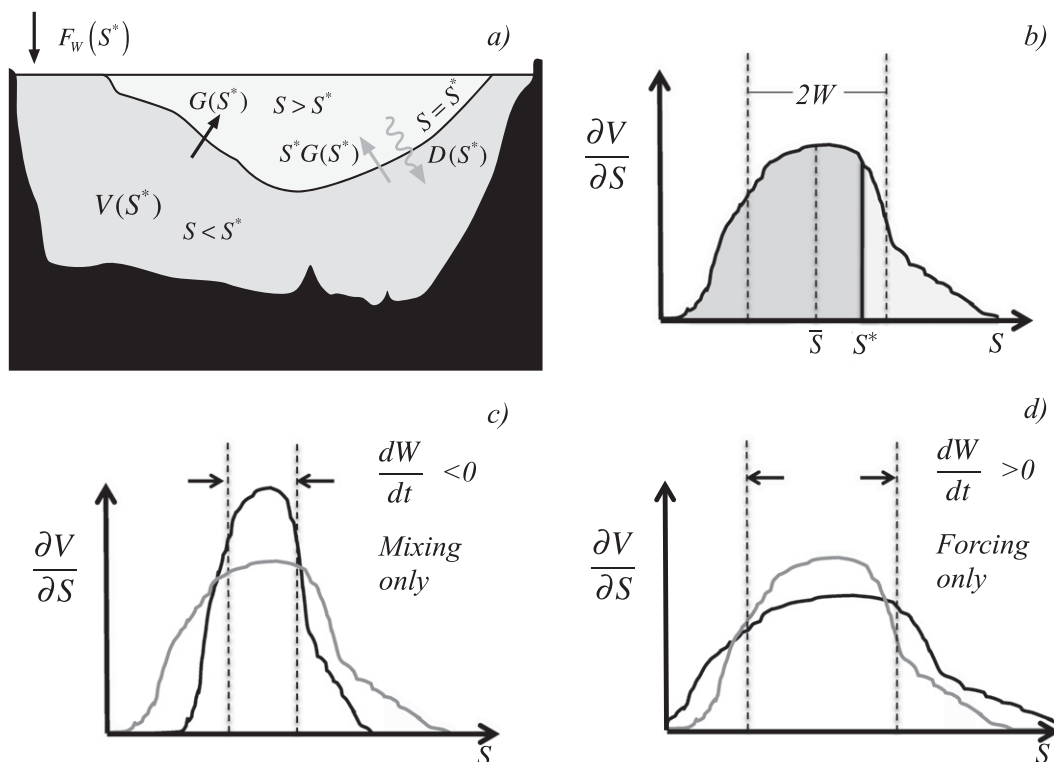 a)
F_W(S*)
G(S*)
S > S*
S = S*
S*G(S*)
D(S*)
V(S*)
S < S*
b)
2W
∂V
∂S
S̄
S*
S
c)
dW
dt
<0
Mixing
only
∂V
∂S
S
d)
dW
dt
>0
Forcing
only
∂V
∂S
S